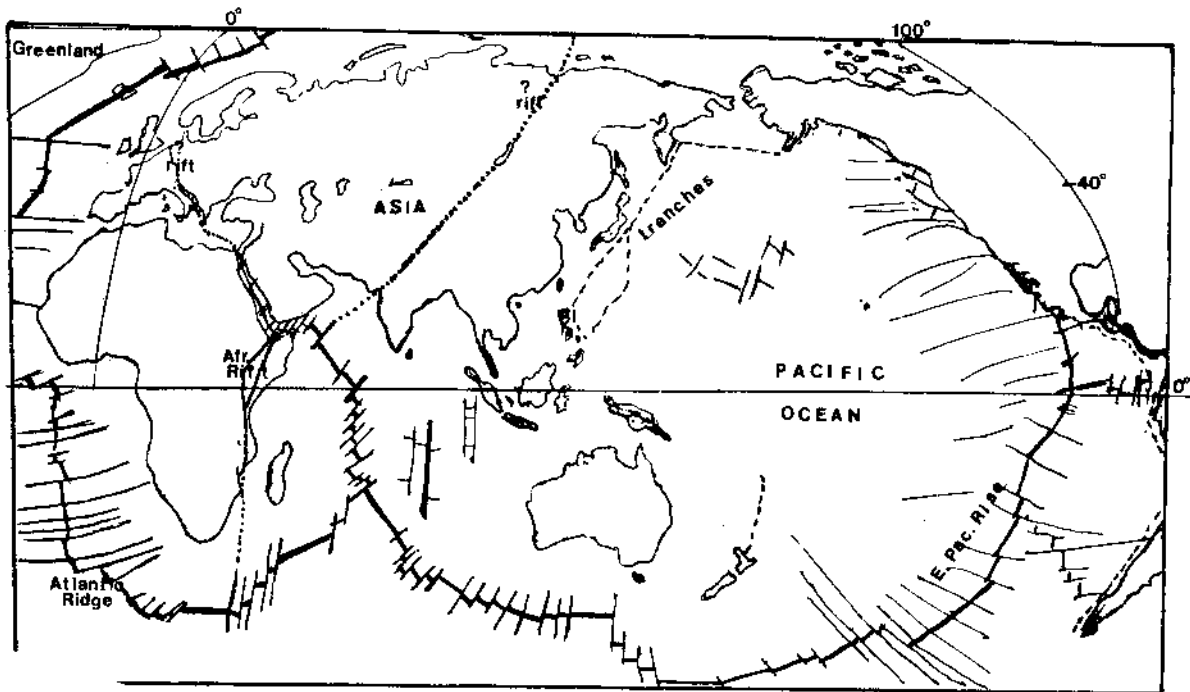 0°
100°
Greenland
?
rift
rift
40°
ASIA
trenches
Afr.
Rift
PACIFIC
0°
OCEAN
E. Pac. Rise
Atlantic
Ridge